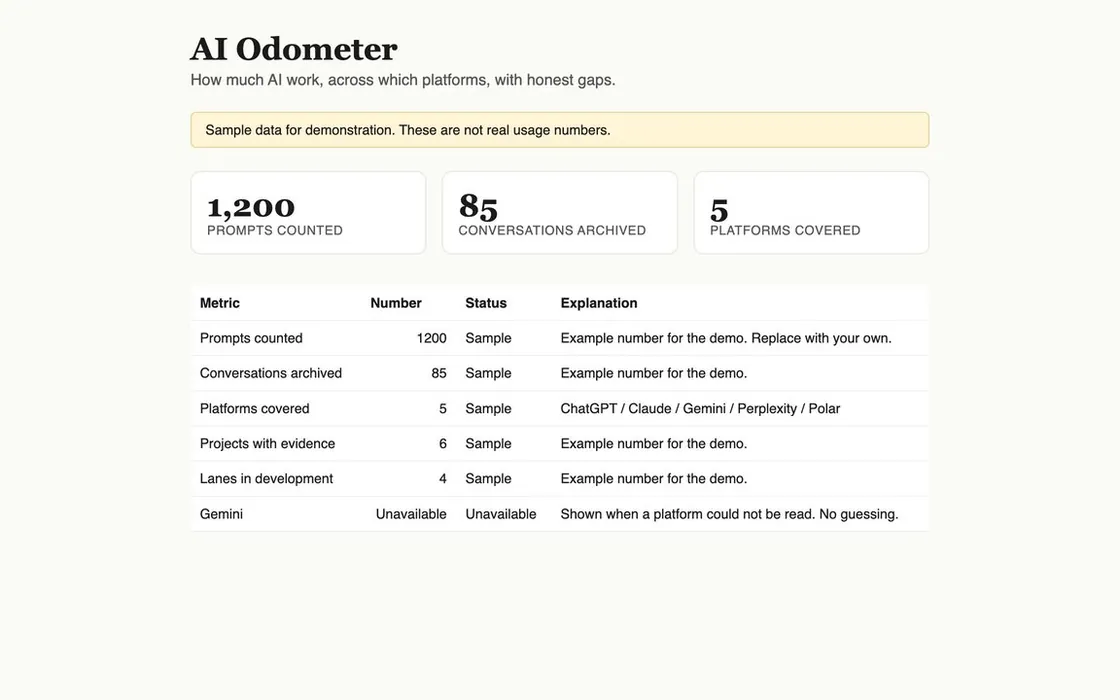 AI Odometer
How much AI work, across which platforms, with honest gaps.
Sample data for demonstration. These are not real usage numbers.
1,200
PROMPTS COUNTED
85
CONVERSATIONS ARCHIVED
5
PLATFORMS COVERED
Metric Number Status Explanation
Prompts counted 1200 Sample Example number for the demo. Replace with your own.
Conversations archived 85 Sample Example number for the demo.
Platforms covered 5 Sample ChatGPT / Claude / Gemini / Perplexity / Polar
Projects with evidence 6 Sample Example number for the demo.
Lanes in development 4 Sample Example number for the demo.
Gemini Unavailable Unavailable Shown when a platform could not be read. No guessing.